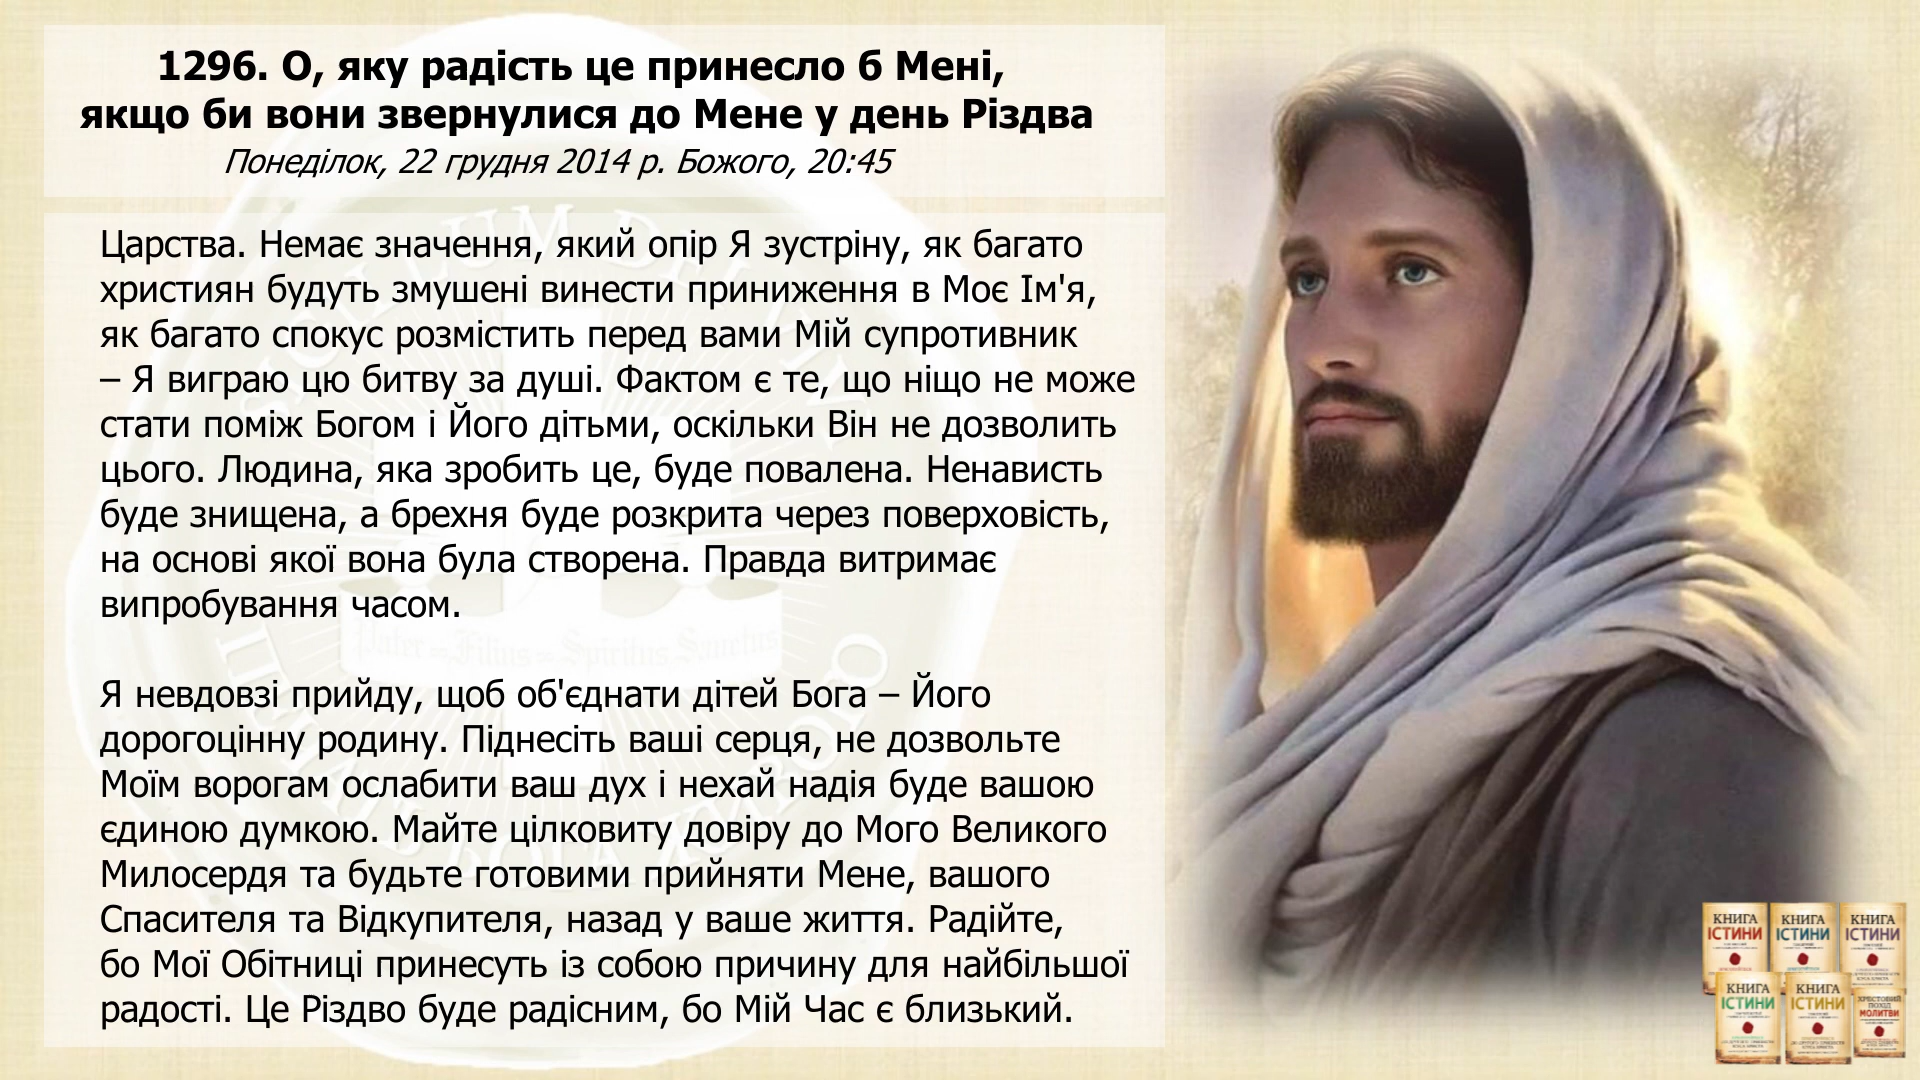 1296. О, яку радість це принесло б Мені,
якщо би вони звернулися до Мене у день Різдва
Понеділок, 22 грудня 2014 р. Божого, 20:45
Царства. Немає значення, який опір Я зустріну, як багато
християн будуть змушені винести приниження в Моє Ім'я,
як багато спокус розмістить перед вами Мій супротивник
– Я виграю цю битву за душі. Фактом є те, що ніщо не може
стати поміж Богом і Його дітьми, оскільки Він не дозволить
цього. Людина, яка зробить це, буде повалена. Ненависть
буде знищена, а брехня буде розкрита через поверховість,
на основі якої вона була створена. Правда витримає
випробування часом.
Я невдовзі прийду, щоб об'єднати дітей Бога – Його
дорогоцінну родину. Піднесіть ваші серця, не дозвольте
Моїм ворогам ослабити ваш дух і нехай надія буде вашою
єдиною думкою. Майте цілковиту довіру до Мого Великого
Милосердя та будьте готовими прийняти Мене, вашого
Спасителя та Відкупителя, назад у ваше життя. Радійте,
бо Мої Обітниці принесуть із собою причину для найбільшої
радості. Це Різдво буде радісним, бо Мій Час є близький.
Pater Filius Spiritus Sanctus
КНИГА ІСТИНИ
КНИГА ІСТИНИ
КНИГА ІСТИНИ
КНИГА ІСТИНИ
КНИГА ІСТИНИ
ХРЕСТОВИЙ ПОХІД МОЛИТВИ